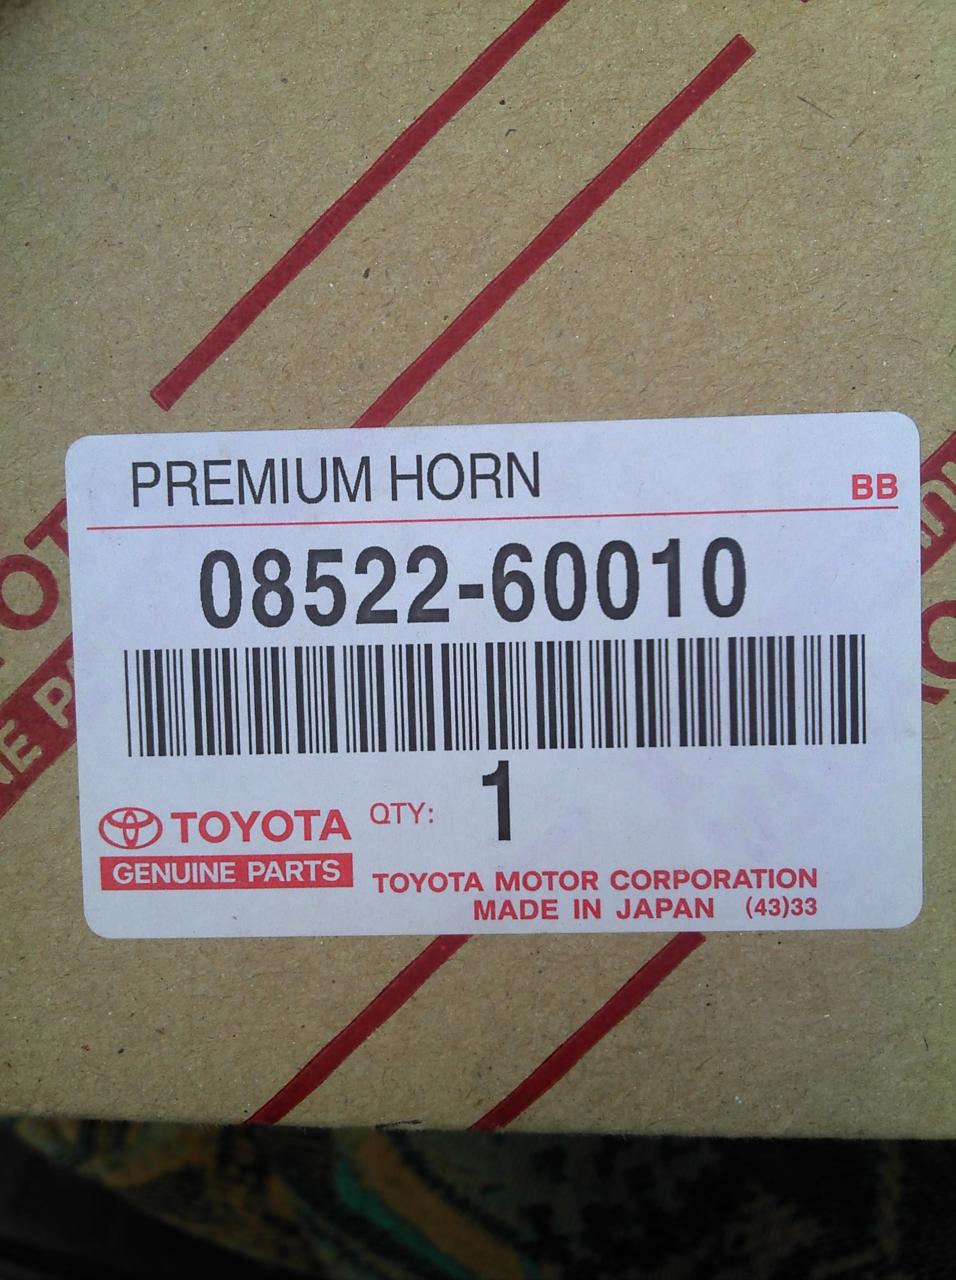 PREMIUM HORN
BB
08522-60010
QTY: 1
TOYOTA
GENUINE PARTS
TOYOTA MOTOR CORPORATION
MADE IN JAPAN (43)33